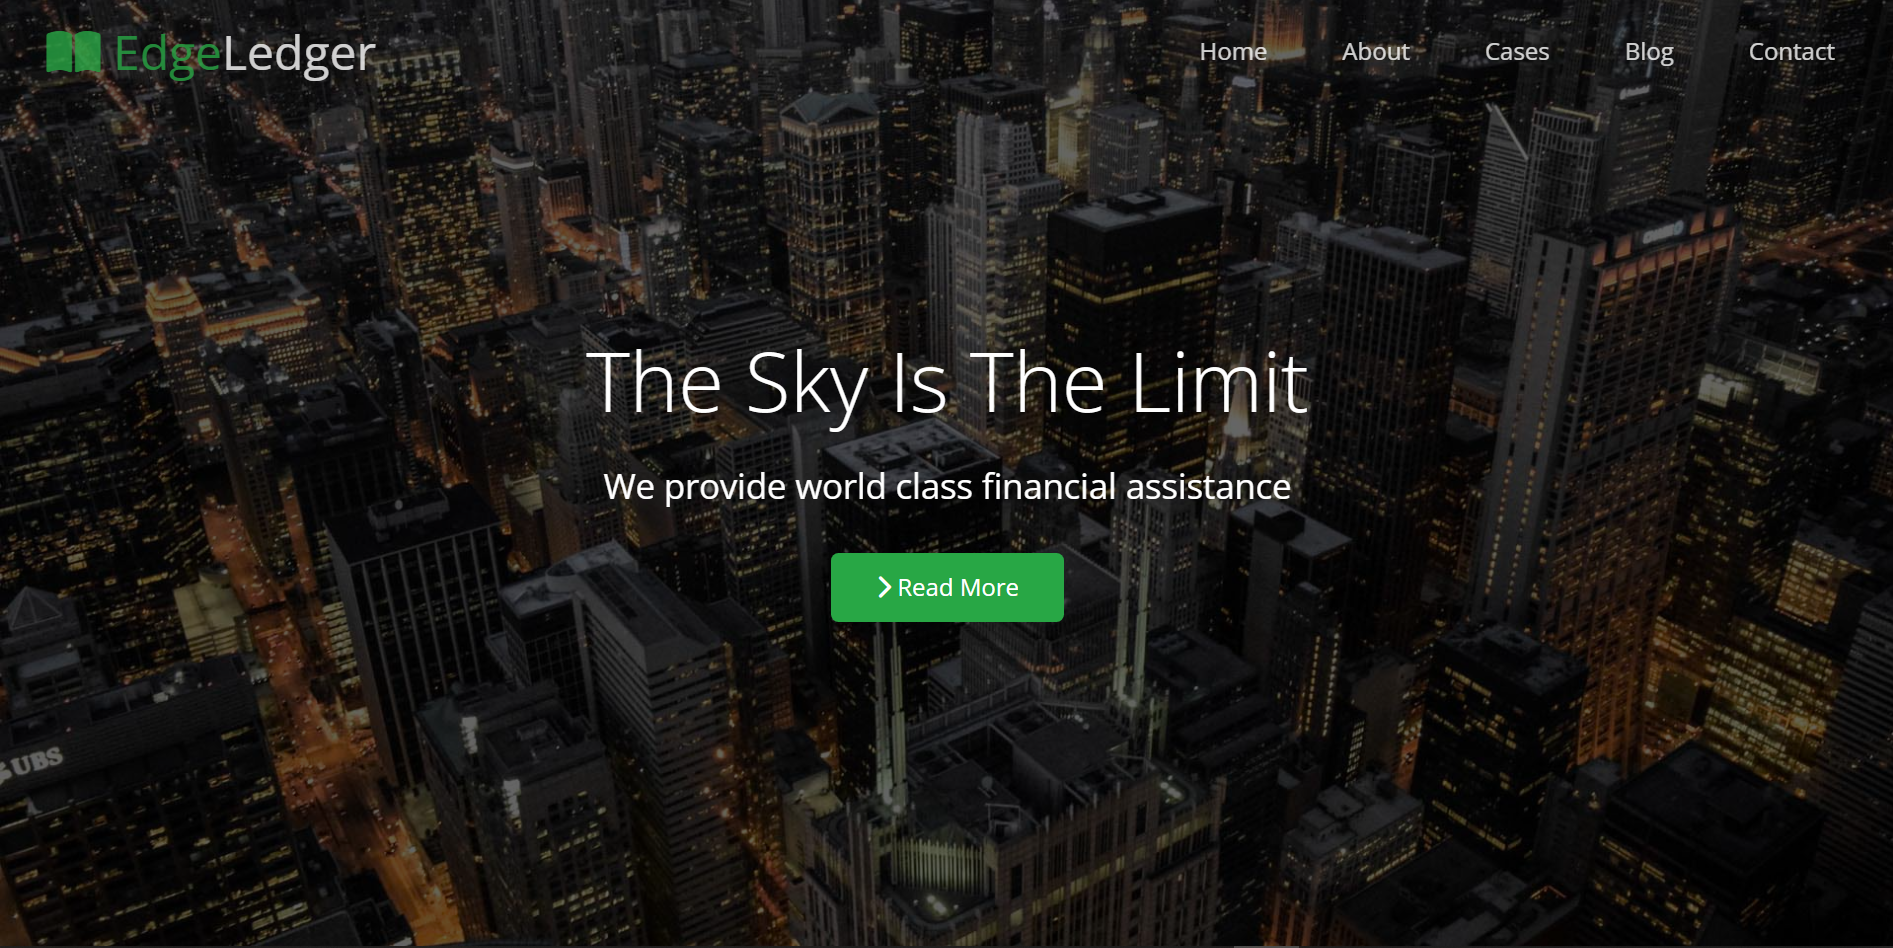 EdgeLedger
Home About Cases Blog Contact
The Sky Is The Limit
We provide world class financial assistance
Read More
UBS